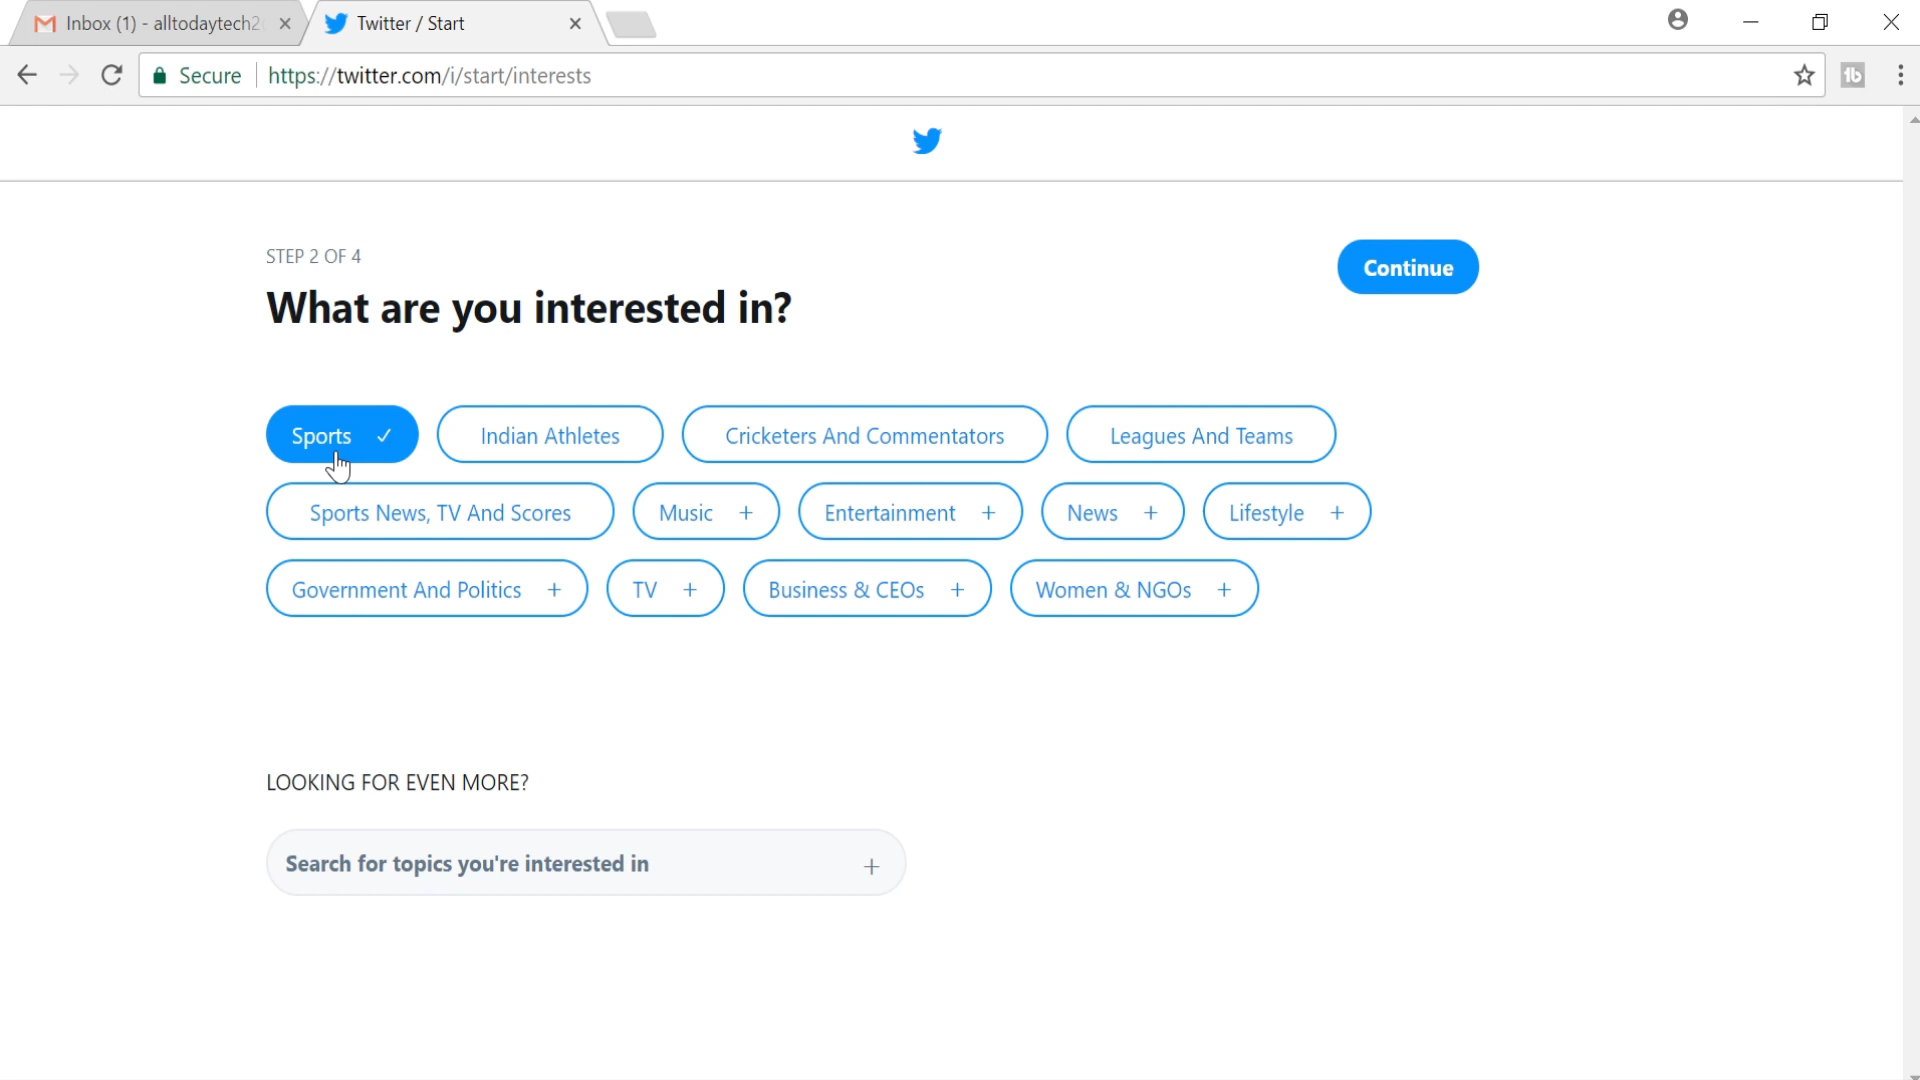 Inbox (1) - alltodaytech2
Twitter / Start
Secure https://twitter.com/i/start/interests
STEP 2 OF 4
Continue
What are you interested in?
Sports ✓ Indian Athletes Cricketers And Commentators Leagues And Teams
Sports News, TV And Scores Music + Entertainment + News + Lifestyle +
Government And Politics + TV + Business & CEOs + Women & NGOs +
LOOKING FOR EVEN MORE?
Search for topics you're interested in +